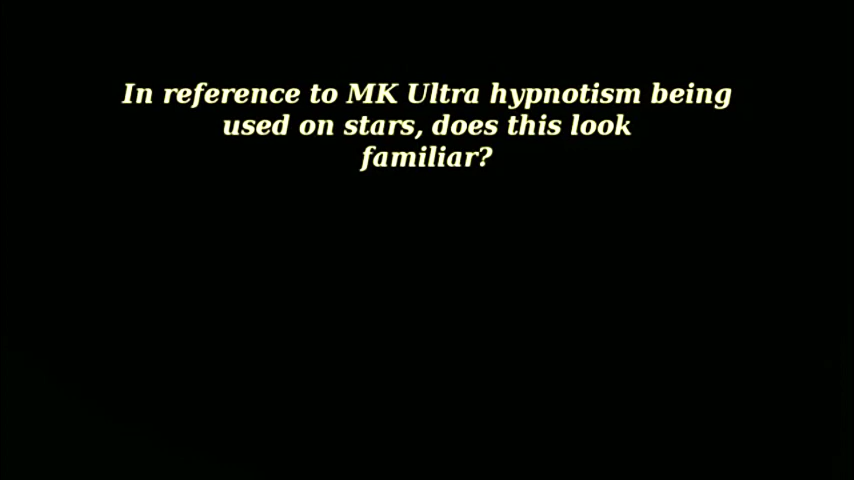 In reference to MK Ultra hypnotism being
used on stars, does this look
familiar?